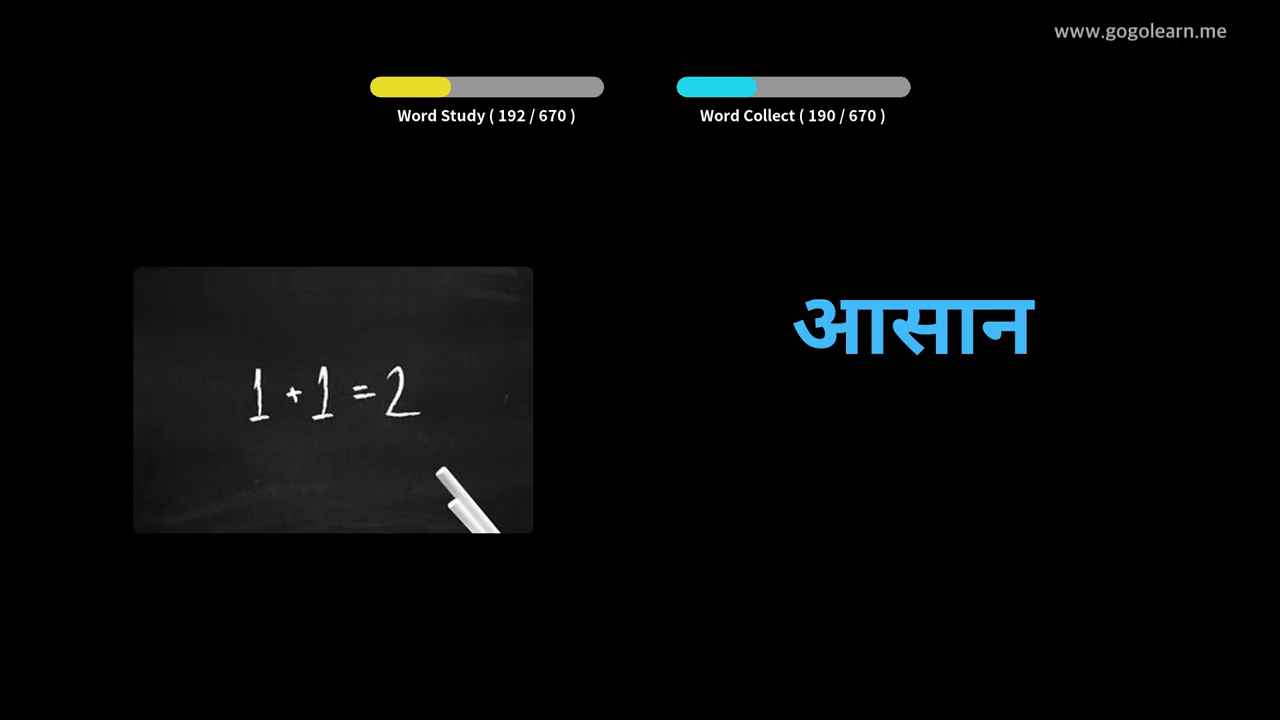 www.gogolearn.me
Word Study ( 192 / 670 )
Word Collect ( 190 / 670 )
1 + 1 = 2
आसान